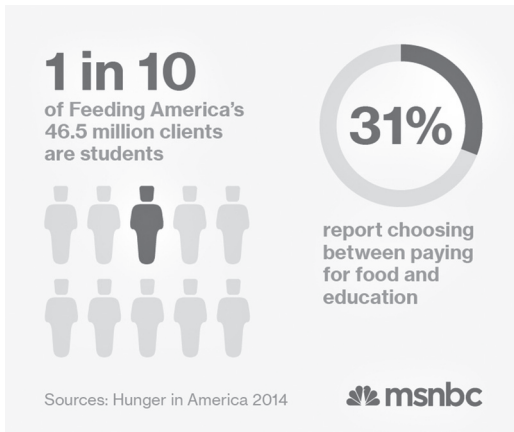 1 in 10
of Feeding America's
46.5 million clients
are students
31%
report choosing
between paying
for food and
education
Sources: Hunger in America 2014
msnbc